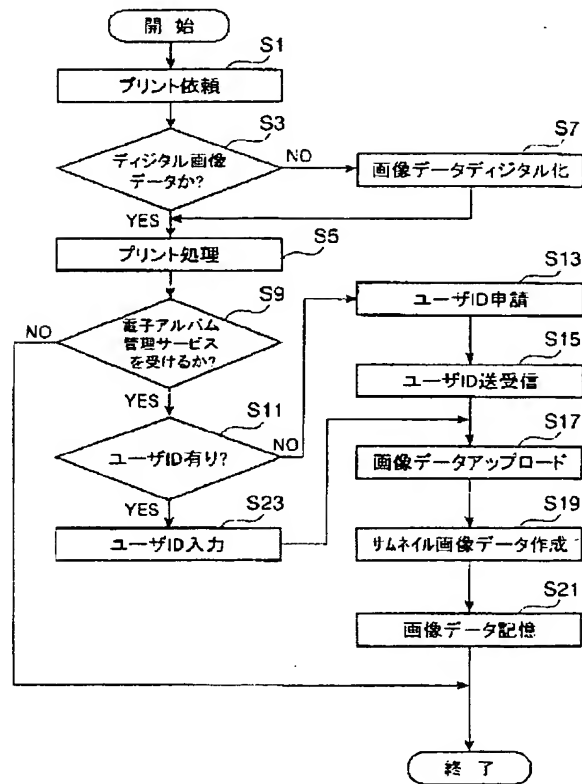 開始
S1
プリント依頼
S3
ディジタル画像
データか?
NO
S7
画像データディジタル化
YES
S5
プリント処理
S9
電子アルバム
管理サービス
を受けるか?
NO
YES
S13
ユーザID申請
S15
ユーザID送受信
S11
ユーザID有り?
NO
YES
S17
画像データアップロード
S23
ユーザID入力
S19
サムネイル画像データ作成
S21
画像データ記憶
終了